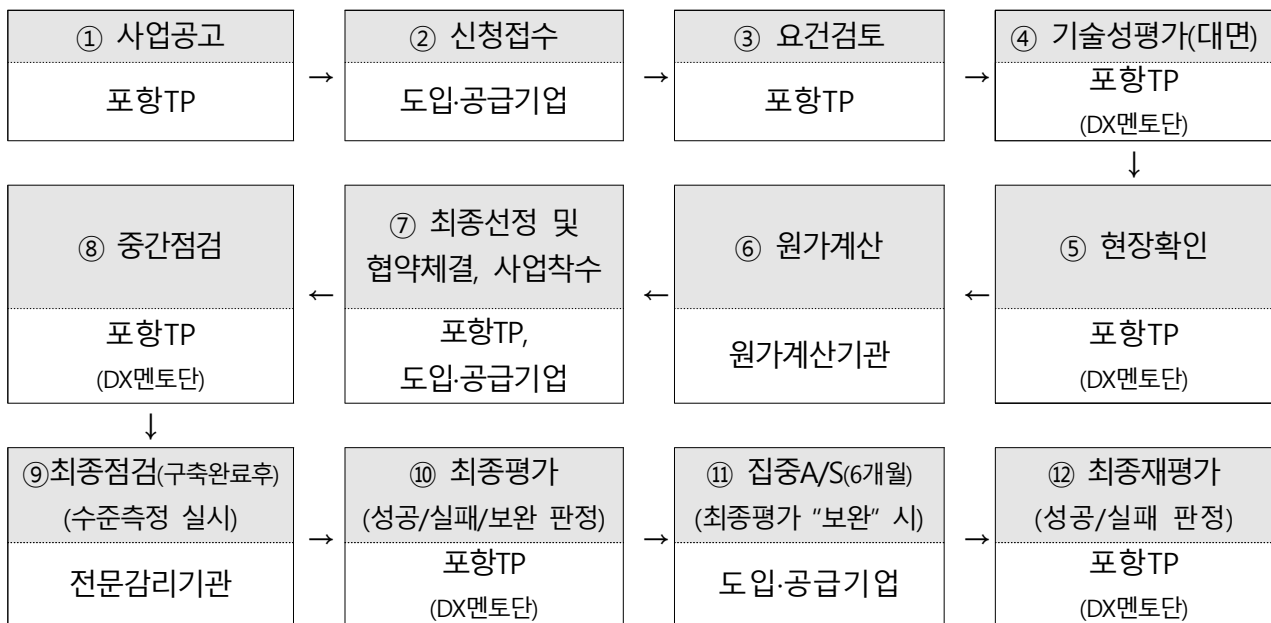 ① 사업공고
포항TP
→
② 신청접수
도입·공급기업
→
③ 요건검토
포항TP
→
④ 기술성평가(대면)
포항TP
(DX멘토단)
↓
⑤ 현장확인
포항TP
(DX멘토단)
←
⑥ 원가계산
원가계산기관
←
⑦ 최종선정 및
협약체결, 사업착수
포항TP,
도입·공급기업
←
⑧ 중간점검
포항TP
(DX멘토단)
↓
⑨최종점검(구축완료후)
(수준측정 실시)
전문감리기관
→
⑩ 최종평가
(성공/실패/보완 판정)
포항TP
(DX멘토단)
→
⑪ 집중A/S(6개월)
(최종평가 “보완” 시)
도입·공급기업
→
⑫ 최종재평가
(성공/실패 판정)
포항TP
(DX멘토단)